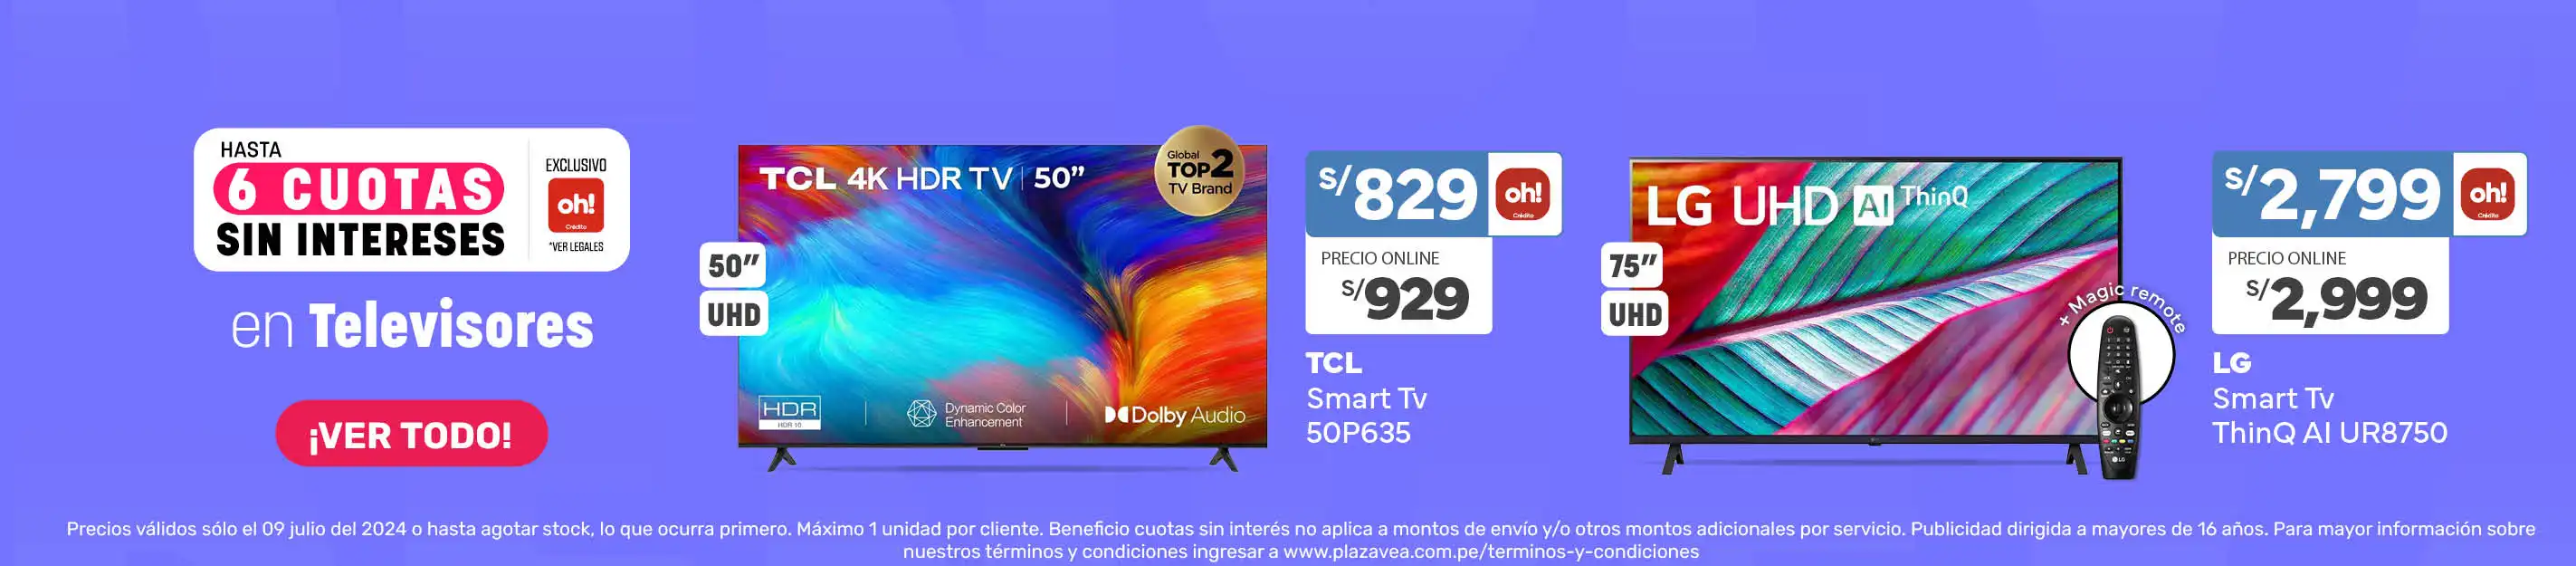 HASTA
6 CUOTAS
SIN INTERESES
EXCLUSIVO
oh!
Crédito
*VER LEGALES
en Televisores
¡VER TODO!
TCL 4K HDR TV | 50”
Global
TOP2
TV Brand
50”
UHD
HDR
HDR 10
Dynamic Color
Enhancement
Dolby Audio
S/829
oh!
Crédito
PRECIO ONLINE
S/929
TCL
Smart Tv
50P635
LG UHD AI ThinQ
75”
UHD
+ Magic remote
LG
S/2,799
oh!
Crédito
PRECIO ONLINE
S/2,999
LG
Smart Tv
ThinQ AI UR8750
Precios válidos sólo el 09 julio del 2024 o hasta agotar stock, lo que ocurra primero. Máximo 1 unidad por cliente. Beneficio cuotas sin interés no aplica a montos de envío y/o otros montos adicionales por servicio. Publicidad dirigida a mayores de 16 años. Para mayor información sobre
nuestros términos y condiciones ingresar a www.plazavea.com.pe/terminos-y-condiciones